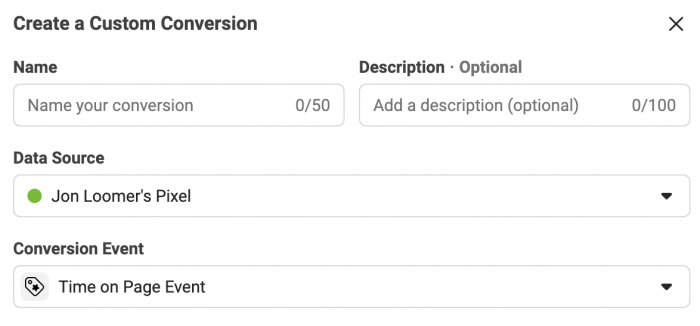 Create a Custom Conversion
Name
Description · Optional
Name your conversion 0/50
Add a description (optional) 0/100
Data Source
Jon Loomer's Pixel
Conversion Event
Time on Page Event